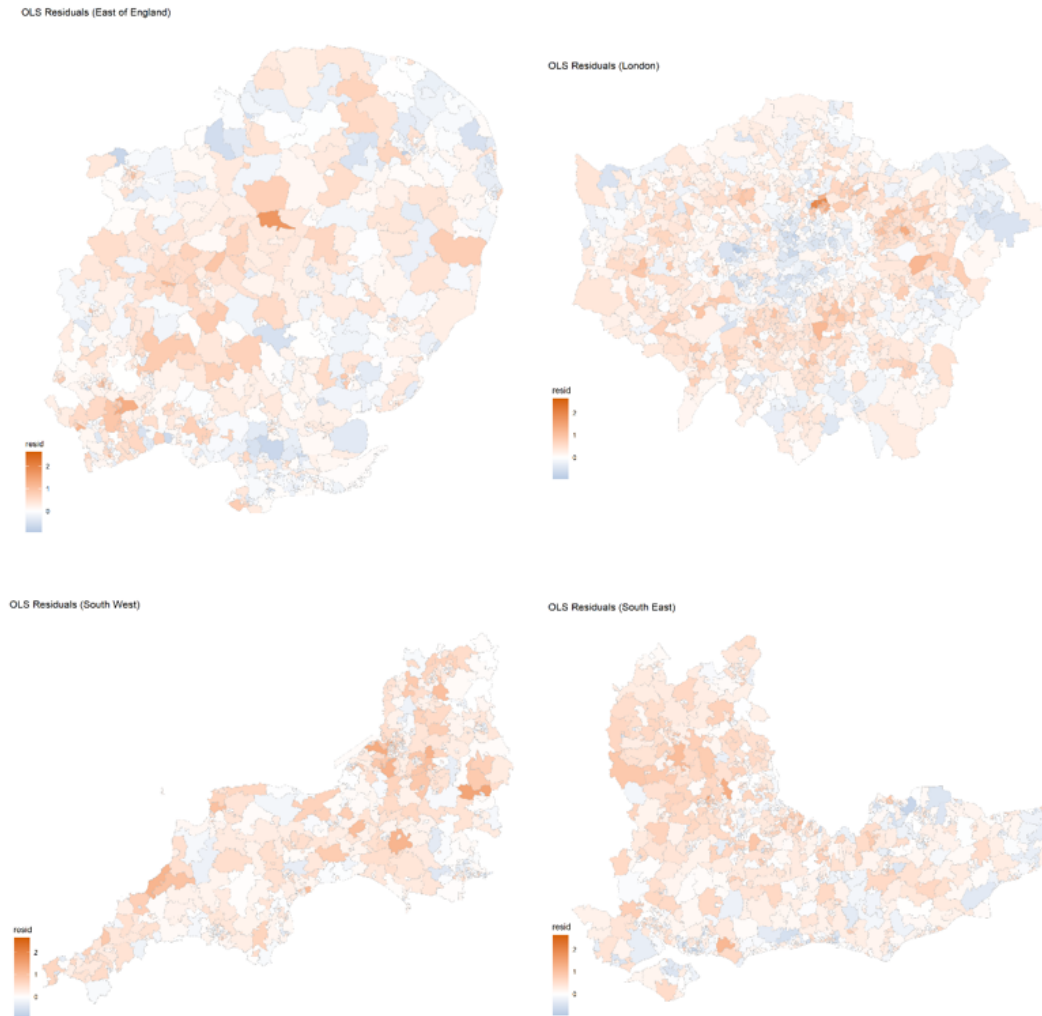 OLS Residuals (East of England)
resid
2
1
0
OLS Residuals (London)
resid
2
1
0
OLS Residuals (South West)
resid
2
1
0
OLS Residuals (South East)
resid
2
1
0